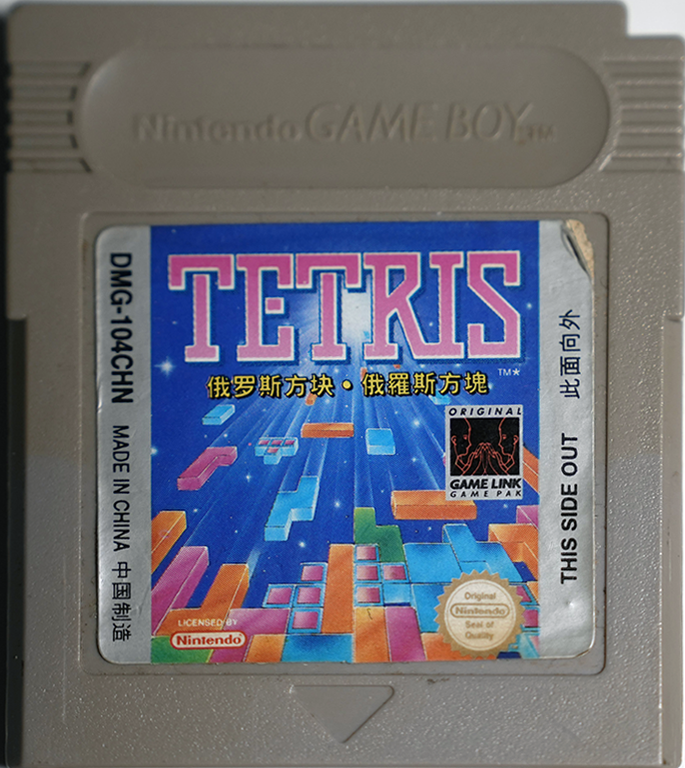 Nintendo GAME BOY TM
DMG-104CHN MADE IN CHINA 中国制造
TETRIS
TM★
俄罗斯方块・俄羅斯方塊
ORIGINAL
GAME LINK
GAME PAK
LICENSED BY
Nintendo
Original
Nintendo
Seal of
Quality
THIS SIDE OUT 此面向外